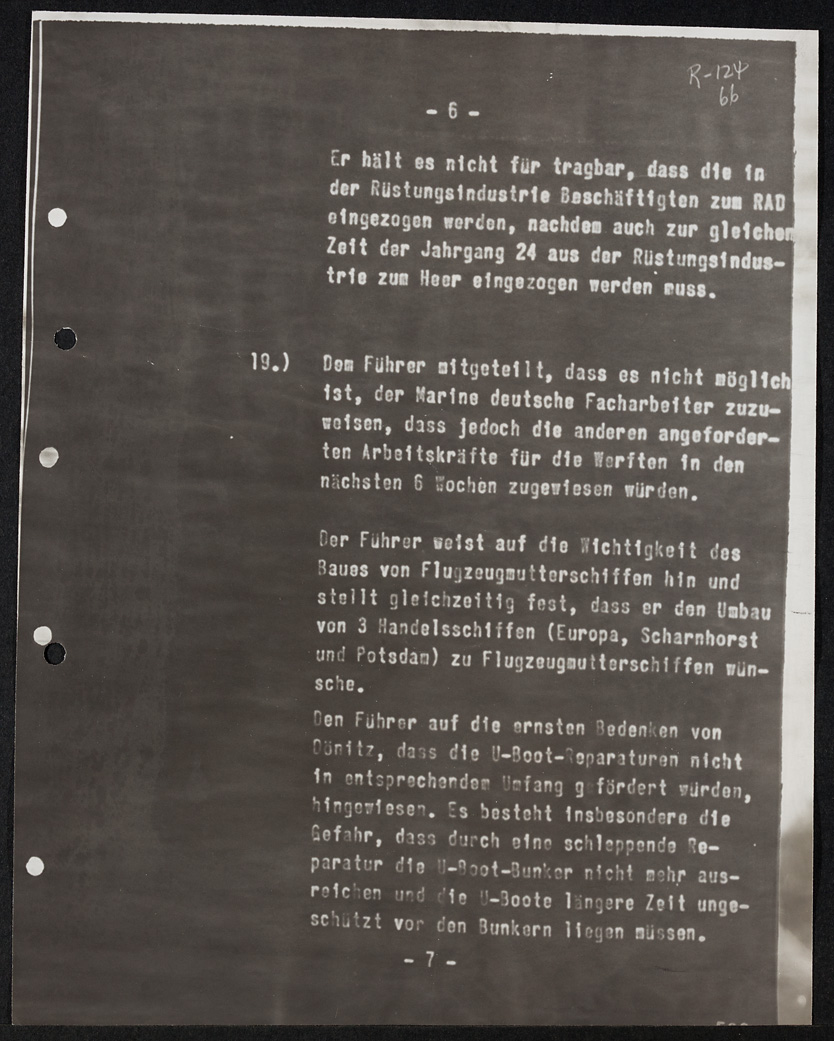 R-124
66
- 6 -
Er hält es nicht für tragbar, dass die in
der Rüstungsindustrie Beschäftigten zum RAD
eingezogen werden, nachdem auch zur gleichen
Zeit der Jahrgang 24 aus der Rüstungsindus-
trie zum Heer eingezogen werden muss.
19.) Dem Führer mitgeteilt, dass es nicht möglich
ist, der Marine deutsche Facharbeiter zuzu-
weisen, dass jedoch die anderen angeforder-
ten Arbeitskräfte für die Werften in den
nächsten 6 Wochen zugewiesen würden.
Der Führer weist auf die Wichtigkeit des
Baues von Flugzeugmutterschiffen hin und
stellt gleichzeitig fest, dass er den Umbau
von 3 Handelsschiffen (Europa, Scharnhorst
und Potsdam) zu Flugzeugmutterschiffen wün-
sche.
Den Führer auf die ernsten Bedenken von
Dönitz, dass die U-Boot-Reparaturen nicht
in entsprechendem Umfang g fördert würden,
hingewiesen. Es besteht insbesondere die
Gefahr, dass durch eine schleppende Re-
paratur die U-Boot-Bunker nicht mehr aus-
reichen und die U-Boote längere Zeit unge-
schützt vor den Bunkern liegen müssen.
- 7 -